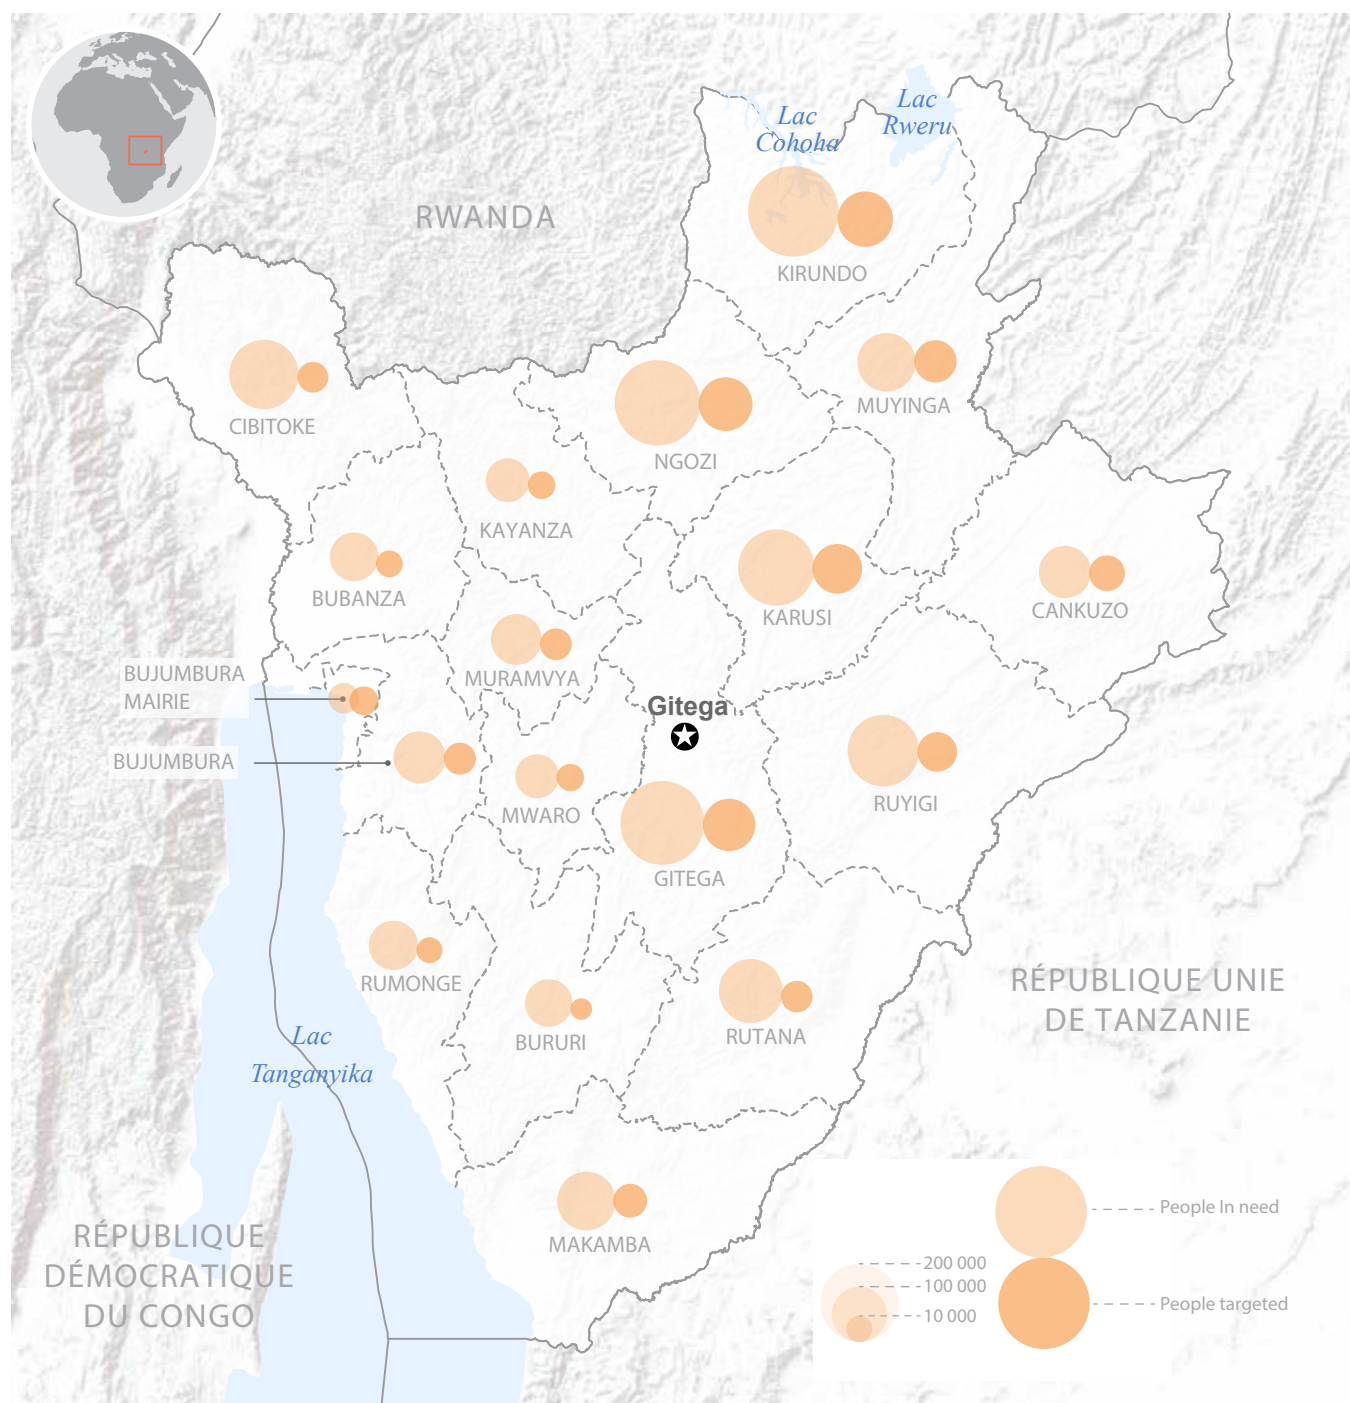 Lac
Rweru
Lac
Cohoha
RWANDA
KIRUNDO
MUYINGA
CIBITOKE
NGOZI
KAYANZA
BUBANZA
KARUSI
CANKUZO
MURAMVYA
BUJUMBURA
MAIRIE
Gitega
BUJUMBURA
MWARO
RUYIGI
GITEGA
RUMONGE
BURURI
RUTANA
RÉPUBLIQUE UNIE
DE TANZANIE
Lac
Tanganyika
MAKAMBA
RÉPUBLIQUE
DÉMOCRATIQUE
DU CONGO
People In need
200 000
100 000
10 000
People targeted